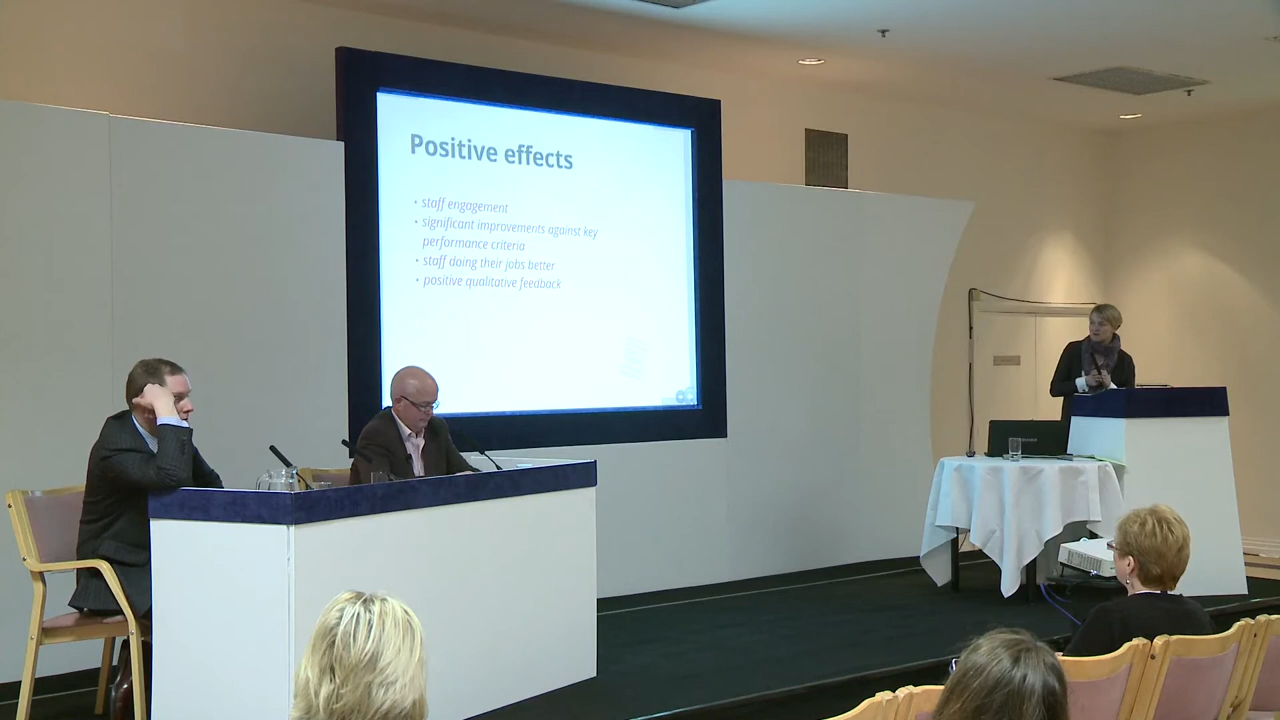 Positive effects
• staff engagement
• significant improvements against key
performance criteria
• staff doing their jobs better
• positive qualitative feedback